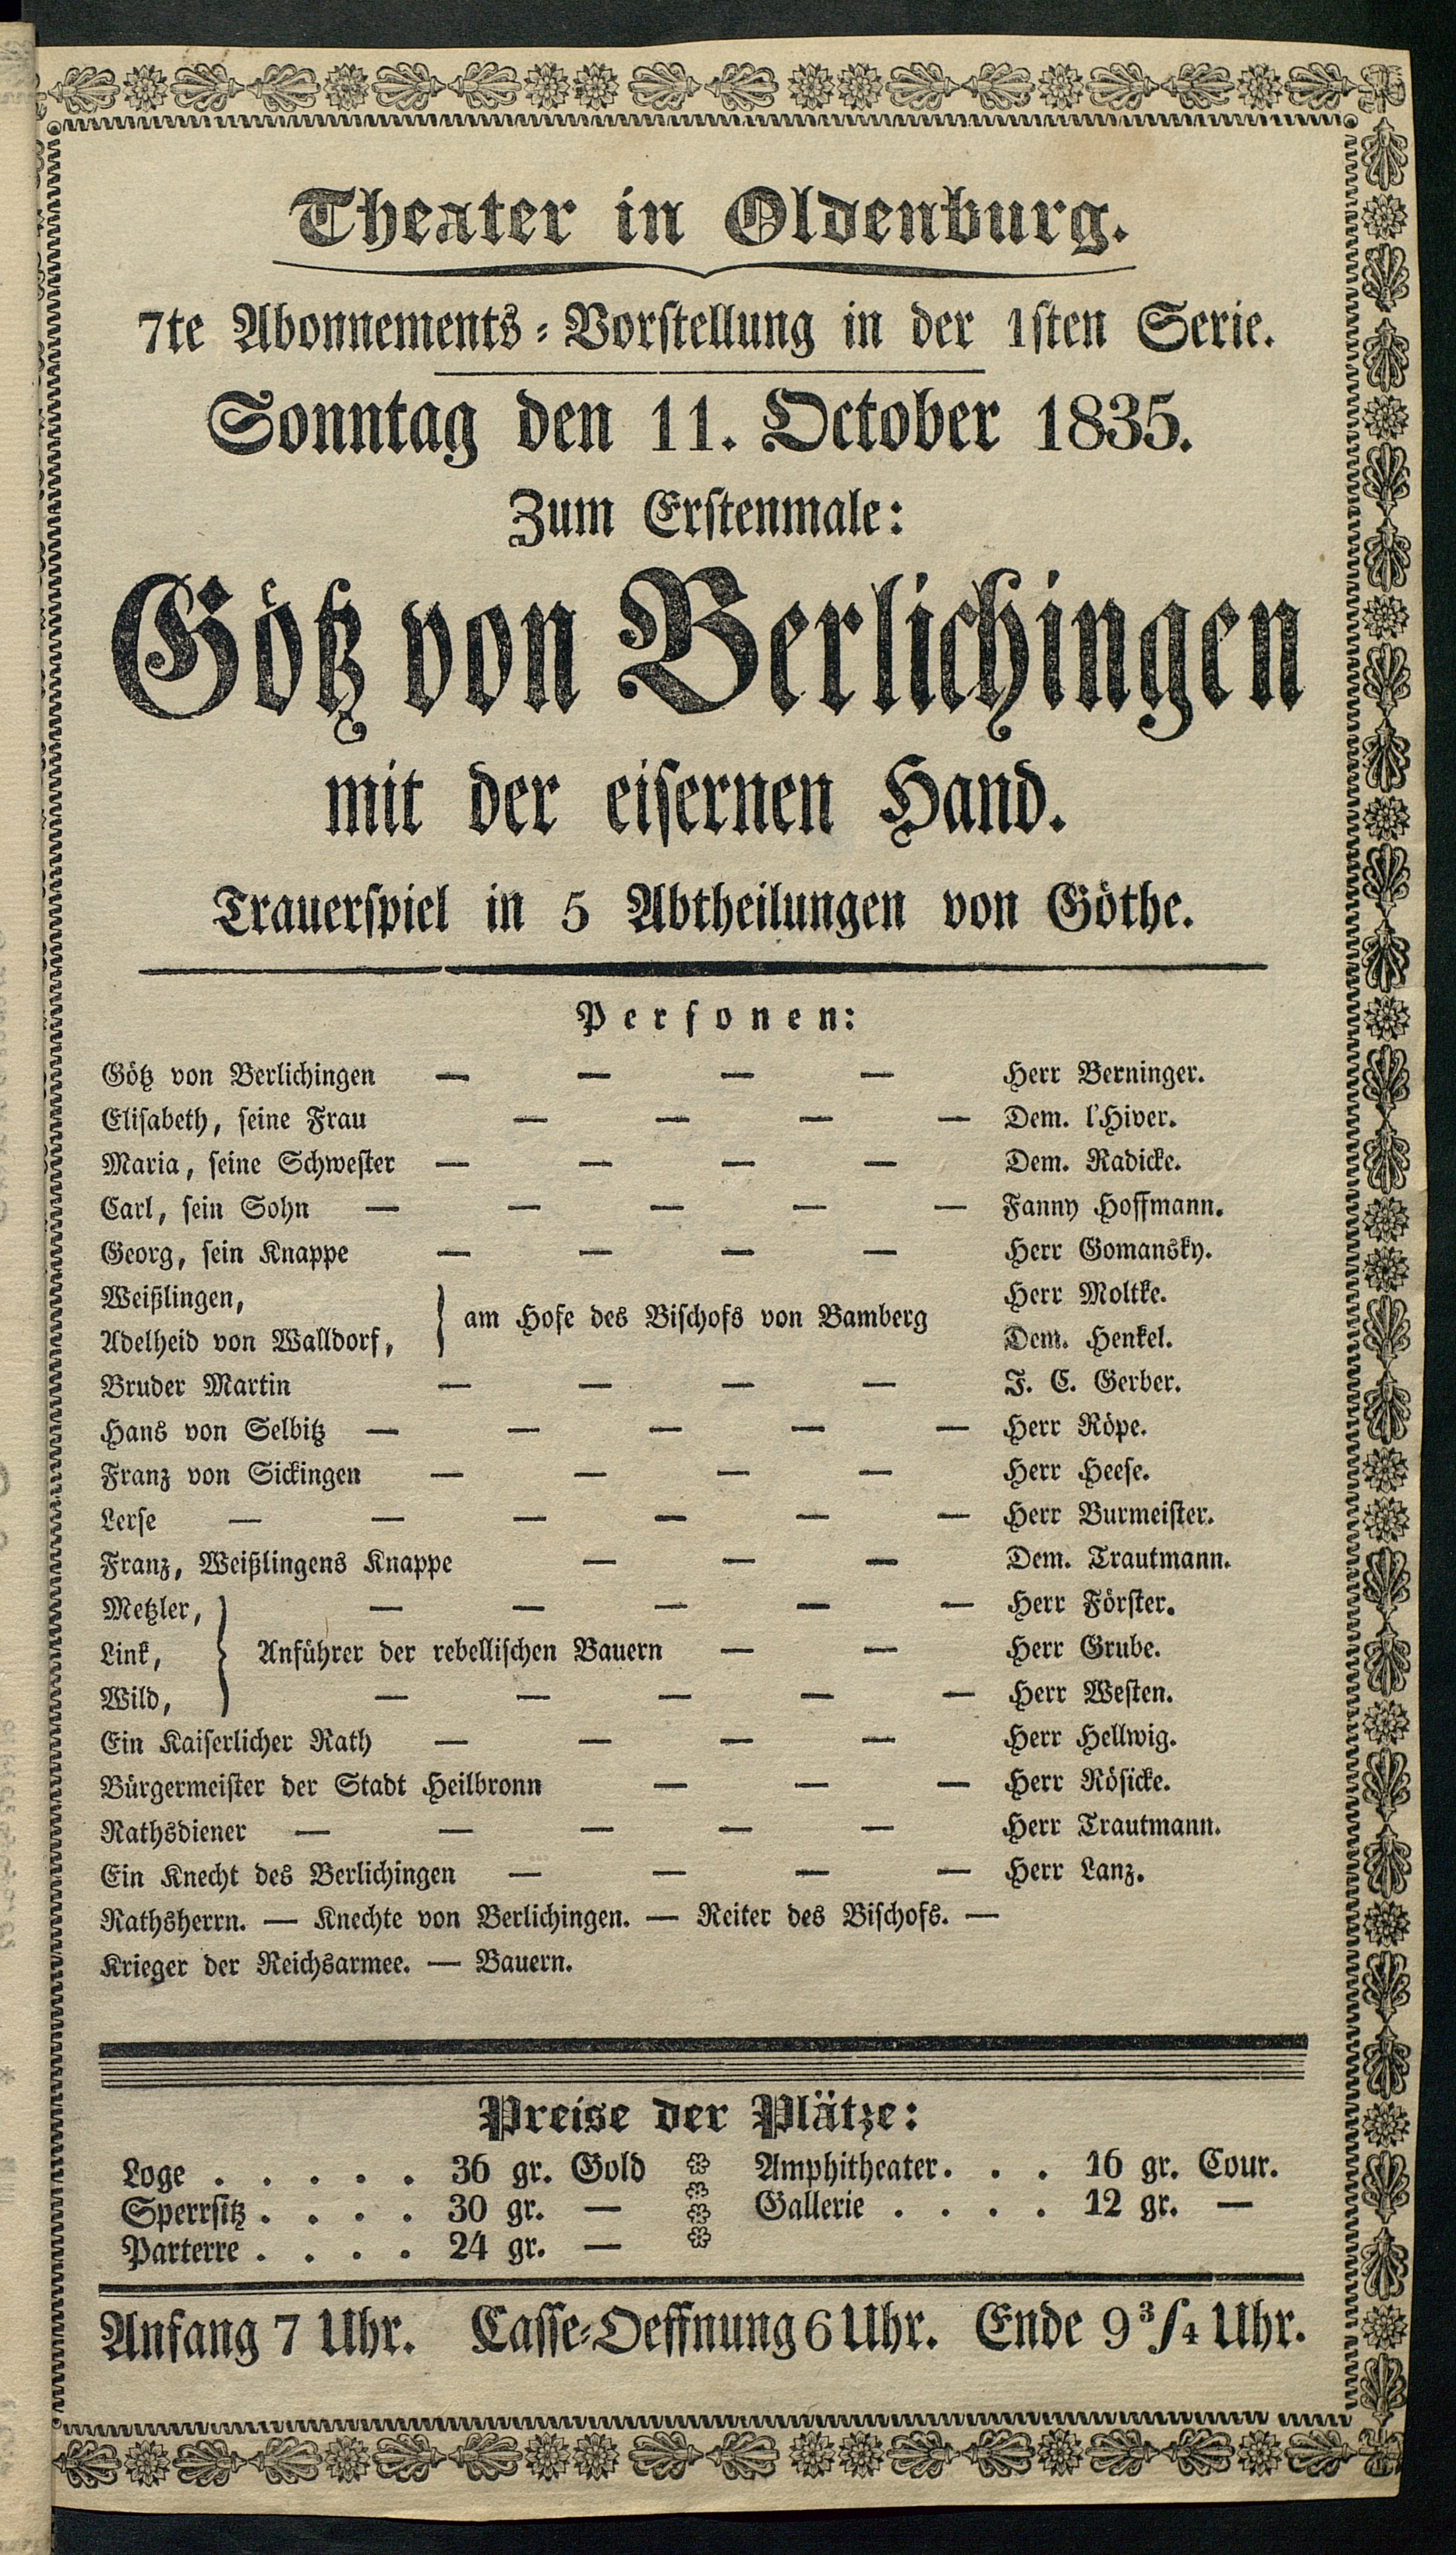 Theater in Oldenburg.
7te Abonnements-Vorstellung in der 1sten Serie.
Sonntag den 11. October 1835.
Zum Erstenmale:
Götz von Berlichingen
mit der eisernen Hand.
Trauerspiel in 5 Abtheilungen von Göthe.
Personen:
Götz von Berlichingen — — — — Herr Berninger.
Elisabeth, seine Frau — — — — Dem. l'Hiver.
Maria, seine Schwester — — — — Dem. Radicke.
Carl, sein Sohn — — — — — Fanny Hoffmann.
Georg, sein Knappe — — — — Herr Gomansky.
Weißlingen, Herr Moltke.
am Hofe des Bischofs von Bamberg
Adelheid von Walldorf, Dem. Henkel.
Bruder Martin — — — — J. C. Gerber.
Hans von Selbitz — — — — — Herr Röpe.
Franz von Sickingen — — — — Herr Heese.
Lerse — — — — — — Herr Burmeister.
Franz, Weißlingens Knappe — — — Dem. Trautmann.
Metzler, — — — — — Herr Förster.
Link, } Anführer der rebellischen Bauern — — Herr Grube.
Wild, — — — — — Herr Westen.
Ein Kaiserlicher Rath — — — — Herr Hellwig.
Bürgermeister der Stadt Heilbronn — — — Herr Rösicke.
Rathsdiener — — — — — Herr Trautmann.
Ein Knecht des Berlichingen — — — — Herr Lanz.
Rathsherrn. — Knechte von Berlichingen. — Reiter des Bischofs. —
Krieger der Reichsarmee. — Bauern.
Preise der Plätze:
Loge . . . . . 36 gr. Gold Amphitheater. . . 16 gr. Cour.
Sperrsitz . . . . 30 gr. — Gallerie . . . . 12 gr. —
Parterre . . . . 24 gr. —
Anfang 7 Uhr. Casse-Oeffnung 6 Uhr. Ende 9 3/4 Uhr.